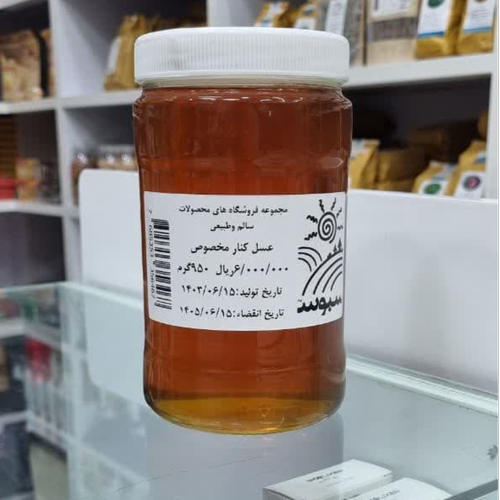 مجموعه فروشگاه های محصولات
سالم وطبیعی
عسل کنار مخصوص
۶/۰۰۰/۰۰۰ریال ۹۵۰گرم
تاریخ تولید:۱۴۰۳/۰۶/۱۵
تاریخ انقضاء:۱۴۰۵/۰۶/۱۵
سبوس